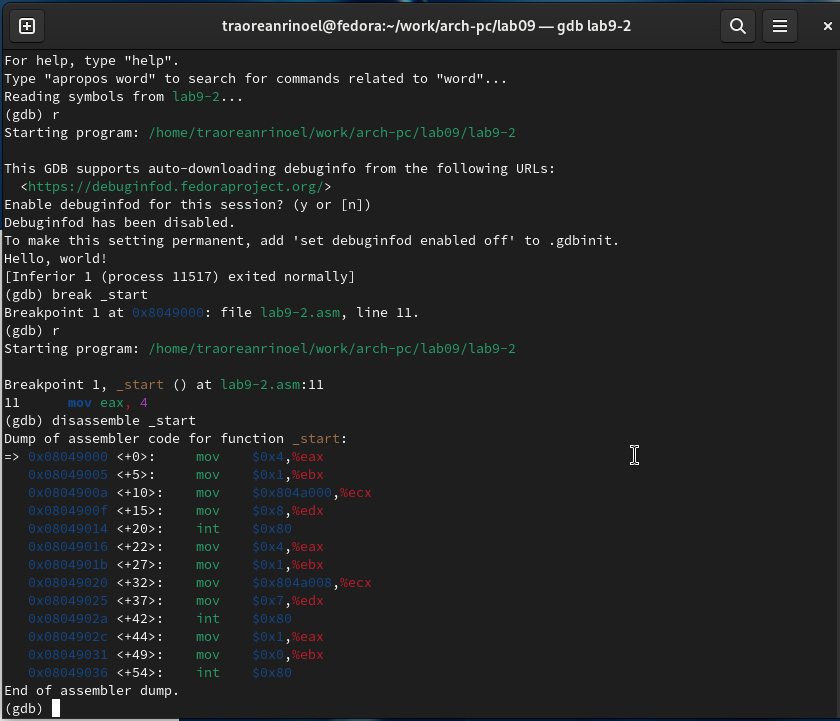 traoreanrinoel@fedora:~/work/arch-pc/lab09 — gdb lab9-2
For help, type "help".
Type "apropos word" to search for commands related to "word"...
Reading symbols from lab9-2...
(gdb) r
Starting program: /home/traoreanrinoel/work/arch-pc/lab09/lab9-2
This GDB supports auto-downloading debuginfo from the following URLs:
  <https://debuginfod.fedoraproject.org/>
Enable debuginfod for this session? (y or [n])
Debuginfod has been disabled.
To make this setting permanent, add 'set debuginfod enabled off' to .gdbinit.
Hello, world!
[Inferior 1 (process 11517) exited normally]
(gdb) break _start
Breakpoint 1 at 0x8049000: file lab9-2.asm, line 11.
(gdb) r
Starting program: /home/traoreanrinoel/work/arch-pc/lab09/lab9-2
Breakpoint 1, _start () at lab9-2.asm:11
11      mov eax, 4
(gdb) disassemble _start
Dump of assembler code for function _start:
=> 0x08049000 <+0>:     mov    $0x4,%eax
   0x08049005 <+5>:     mov    $0x1,%ebx
   0x0804900a <+10>:    mov    $0x804a000,%ecx
   0x0804900f <+15>:    mov    $0x8,%edx
   0x08049014 <+20>:    int    $0x80
   0x08049016 <+22>:    mov    $0x4,%eax
   0x0804901b <+27>:    mov    $0x1,%ebx
   0x08049020 <+32>:    mov    $0x804a008,%ecx
   0x08049025 <+37>:    mov    $0x7,%edx
   0x0804902a <+42>:    int    $0x80
   0x0804902c <+44>:    mov    $0x1,%eax
   0x08049031 <+49>:    mov    $0x0,%ebx
   0x08049036 <+54>:    int    $0x80
End of assembler dump.
(gdb)